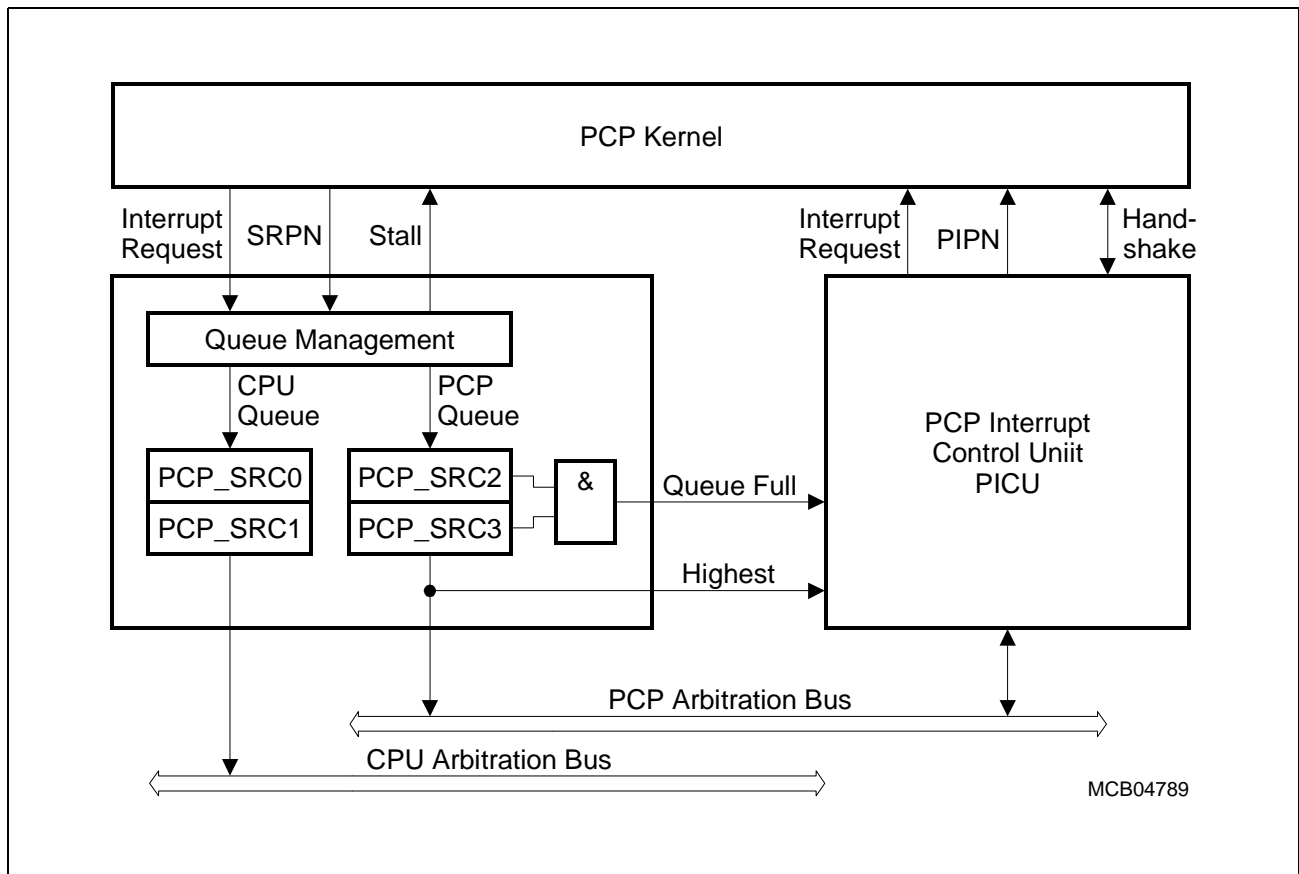 PCP Kernel
Interrupt
Request
SRPN
Stall
Interrupt
Request
PIPN
Hand-
shake
Queue Management
CPU
Queue
PCP
Queue
PCP_SRC0
PCP_SRC1
PCP_SRC2
PCP_SRC3
&
Queue Full
Highest
PCP Interrupt
Control Uniit
PICU
PCP Arbitration Bus
CPU Arbitration Bus
MCB04789